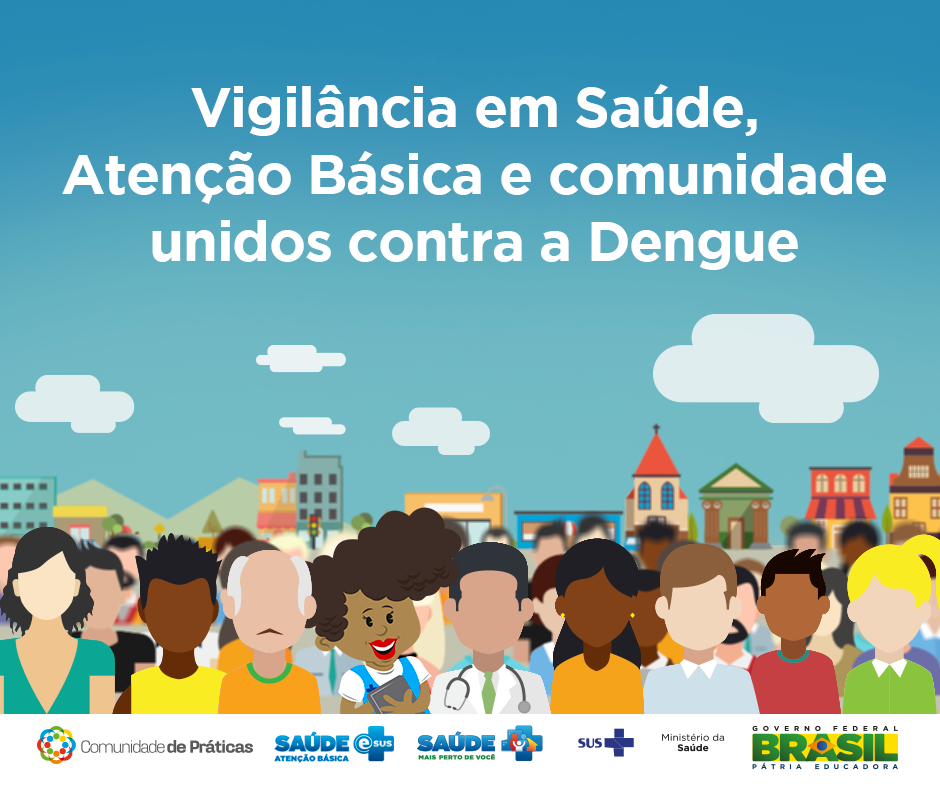 Vigilância em Saúde,
Atenção Básica e comunidade
unidos contra a Dengue
Comunidade de Práticas
SAÚDE e SUS
ATENÇÃO BÁSICA
SAÚDE
MAIS PERTO DE VOCÊ
SUS
Ministério da
Saúde
GOVERNO FEDERAL
BRASIL
PÁTRIA EDUCADORA